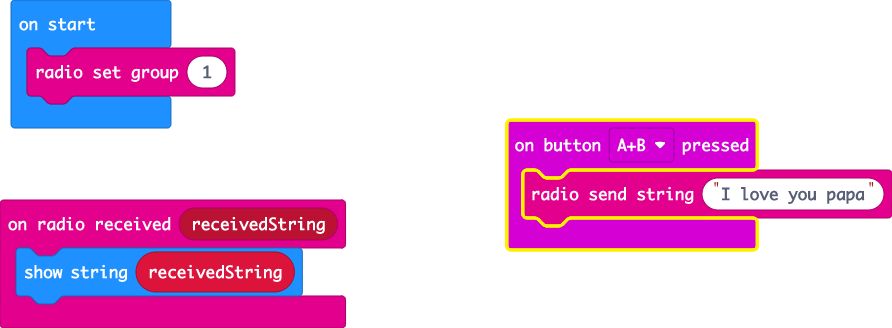 on start
radio set group 1
on button A+B pressed
radio send string "I love you papa"
on radio received receivedString
show string receivedString